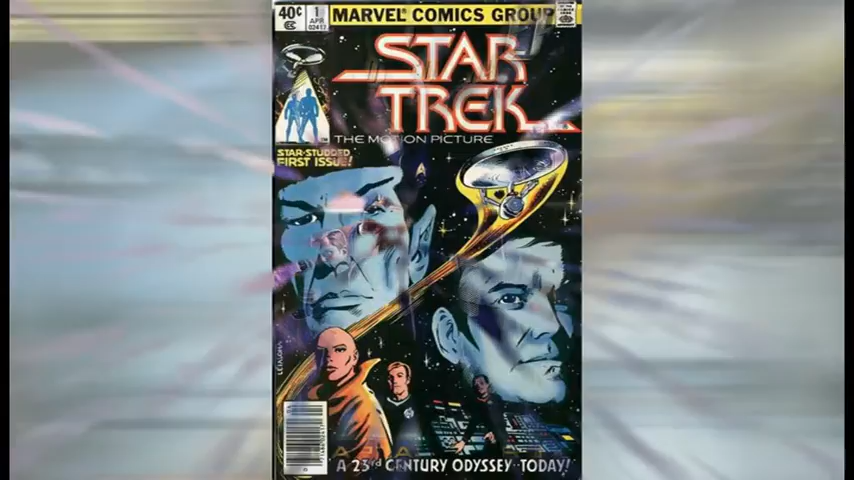 40¢
1
APR
02417
MARVEL® COMICS GROUP
STAR
TREK
THE MOTION PICTURE
STAR-STUDDED
FIRST ISSUE!
A 23rd CENTURY ODYSSEY--TODAY!